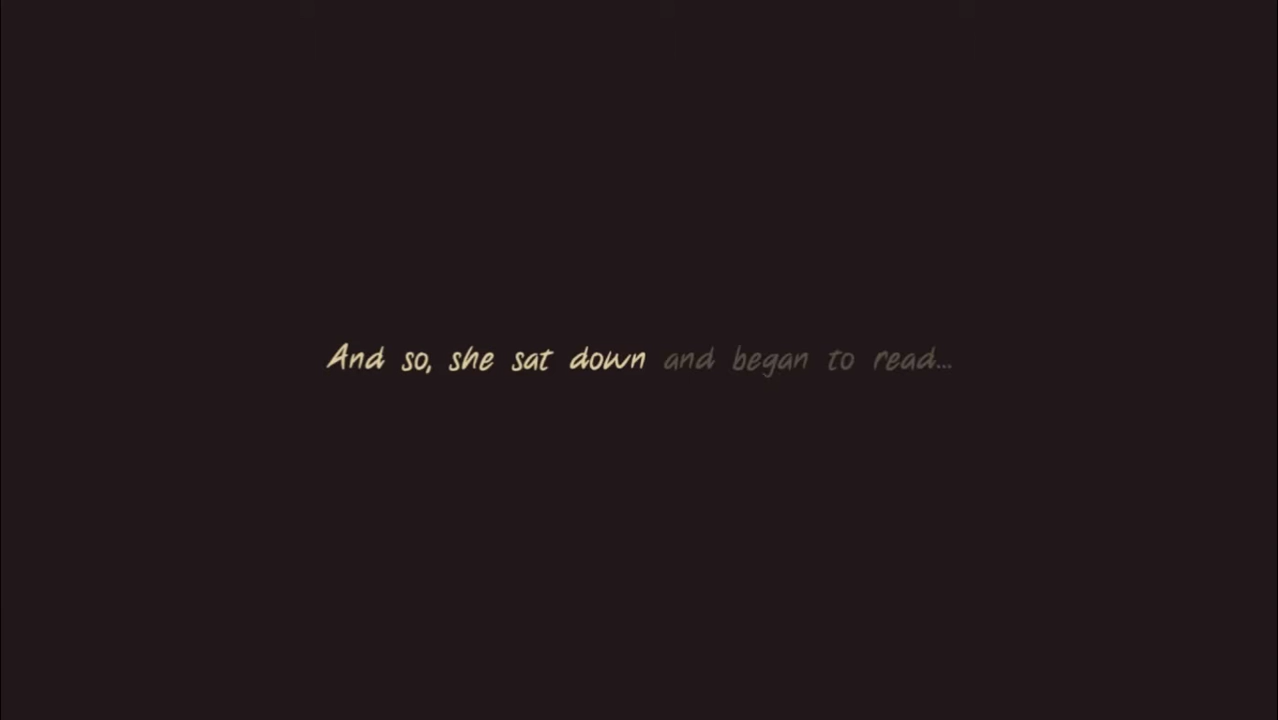 And so, she sat down and began to read...